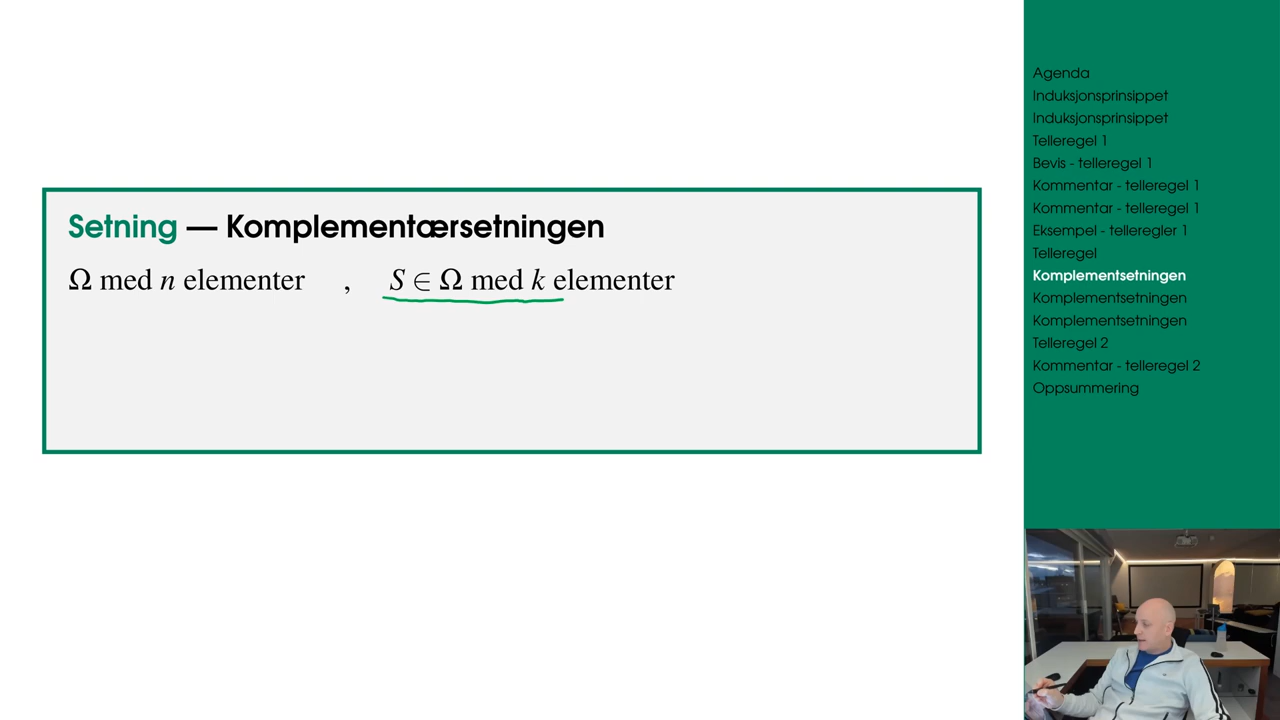 Setning — Komplementærsetningen
Ω med n elementer , S ∈ Ω med k elementer
Agenda
Induksjonsprinsippet
Induksjonsprinsippet
Telleregel 1
Bevis - telleregel 1
Kommentar - telleregel 1
Kommentar - telleregel 1
Eksempel - telleregler 1
Telleregel
Komplementsetningen
Komplementsetningen
Komplementsetningen
Telleregel 2
Kommentar - telleregel 2
Oppsummering